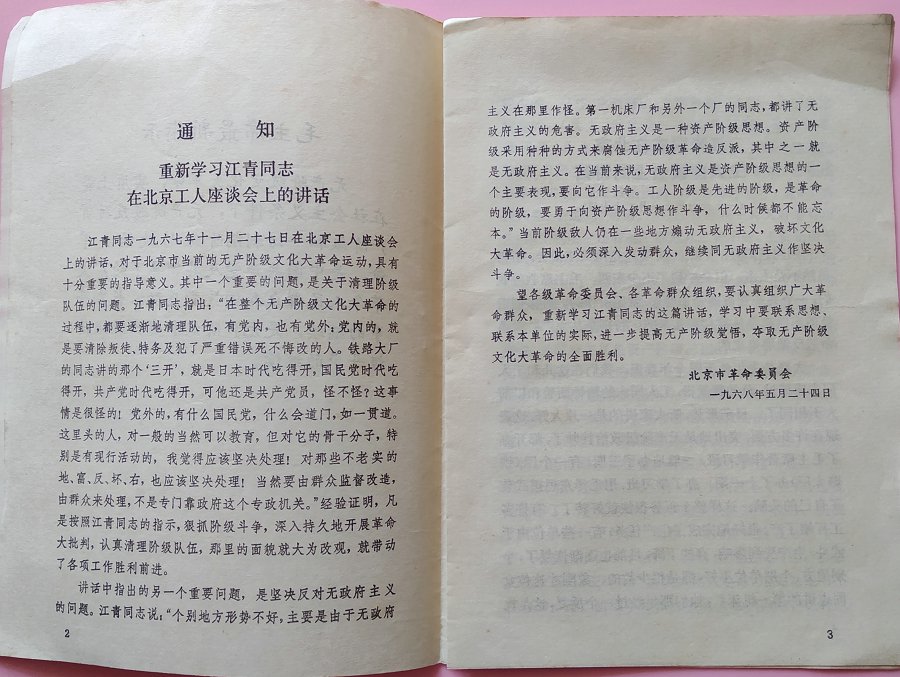 通　知
重新学习江青同志
在北京工人座谈会上的讲话
江青同志一九六七年十一月二十七日在北京工人座谈会
上的讲话，对于北京市当前的无产阶级文化大革命运动，具有
十分重要的指导意义。其中一个重要的问题，是关于清理阶级
队伍的问题。江青同志指出：“在整个无产阶级文化大革命的
过程中，都要逐渐地清理队伍，有党内，也有党外；党内的，就
是要清除叛徒、特务及犯了严重错误死不悔改的人。铁路大厂
的同志讲的那个‘三开’，就是日本时代吃得开，国民党时代吃
得开，共产党时代吃得开，可他还是共产党员，怪不怪？这事
情是很怪的！党外的，有什么国民党，什么会道门，如一贯道。
这里头的人，对一般的当然可以教育，但对它的骨干分子，特
别是有现行活动的，我觉得应该坚决处理！对那些不老实的
地、富、反、坏、右，也应该坚决处理！当然要由群众监督改造，
由群众来处理，不是专门靠政府这个专政机关。”经验证明，凡
是按照江青同志的指示，狠抓阶级斗争，深入持久地开展革命
大批判，认真清理阶级队伍，那里的面貌就大为改观，就带动
了各项工作胜利前进。
讲话中指出的另一个重要问题，是坚决反对无政府主义
的问题。江青同志说：“个别地方形势不好，主要是由于无政府
2
主义在那里作怪。第一机床厂和另外一个厂的同志，都讲了无
政府主义的危害。无政府主义是一种资产阶级思想。资产阶
级采用种种的方式来腐蚀无产阶级革命造反派，其中之一就
是无政府主义。在当前来说，无政府主义是资产阶级思想的一
个主要表现，要向它作斗争。工人阶级是先进的阶级，是革命
的阶级，要勇于向资产阶级思想作斗争，什么时候都不能忘
本。”当前阶级敌人仍在一些地方煽动无政府主义，破坏文化
大革命。因此，必须深入发动群众，继续同无政府主义作坚决
斗争。
望各级革命委员会、各革命群众组织，要认真组织广大革
命群众，重新学习江青同志的这篇讲话，学习中要联系思想、
联系本单位的实际，进一步提高无产阶级觉悟，夺取无产阶级
文化大革命的全面胜利。
北京市革命委员会
一九六八年五月二十四日
3